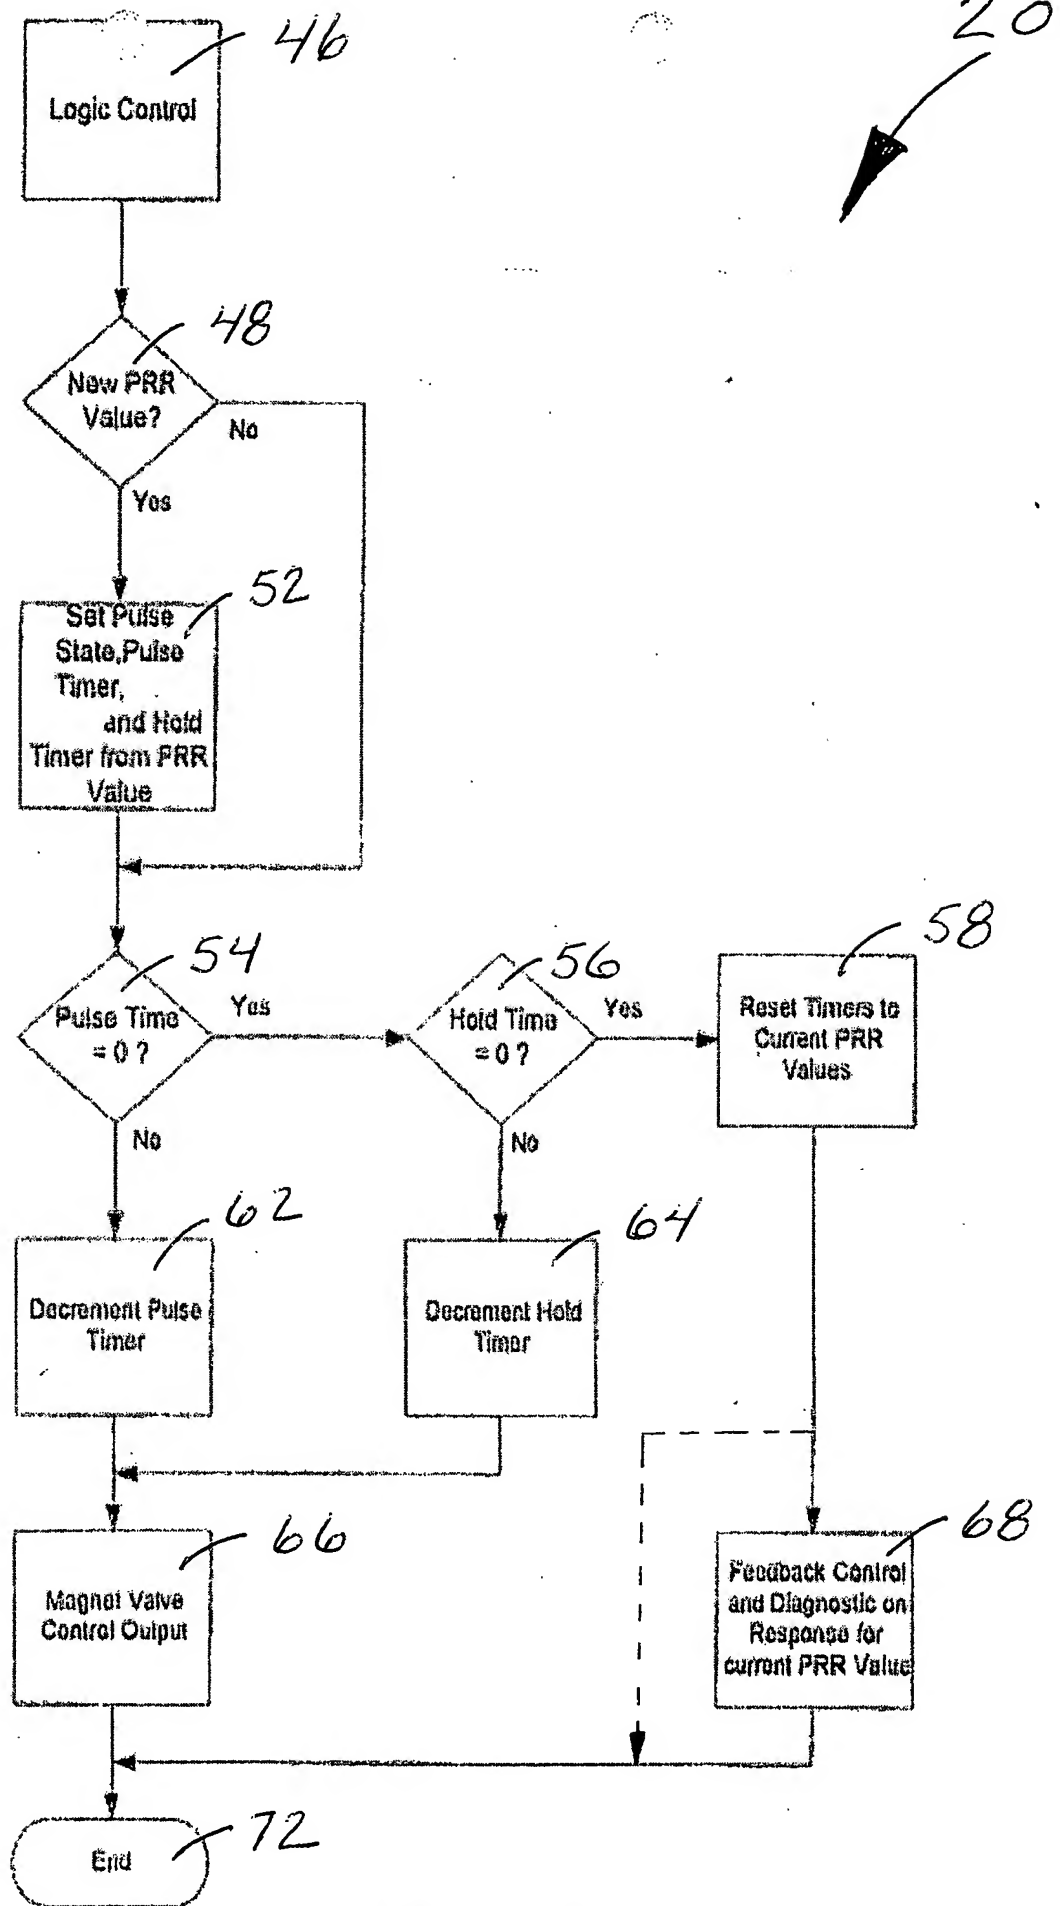 20
46
Logic Control
48
New PRR
Value?
No
Yes
52
Set Pulse
State,Pulse
Timer,
and Hold
Timer from PRR
Value
54
Pulse Time
= 0 ?
Yes
No
56
Hold Time
= 0 ?
Yes
No
58
Reset Timers to
Current PRR
Values
62
Decrement Pulse
Timer
64
Decrement Hold
Timer
66
Magnet Valve
Control Output
68
Feedback Control
and Diagnostic on
Response for
current PRR Value
72
End